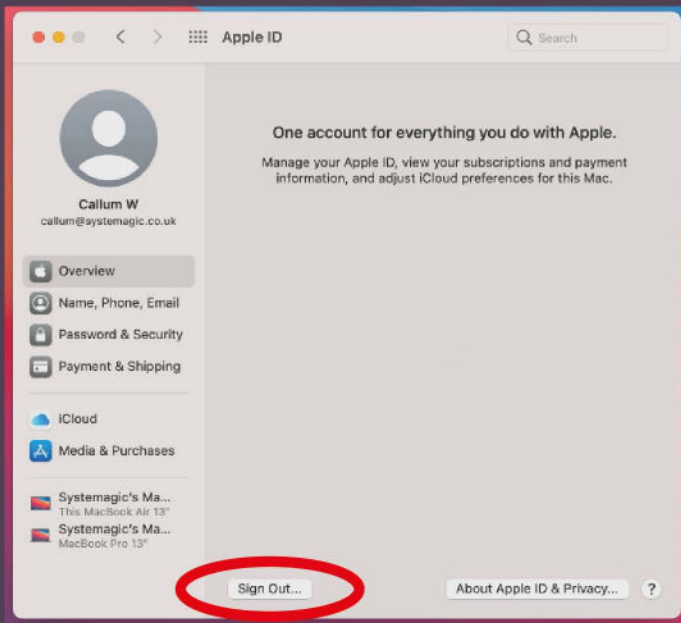 Apple ID
Search
Callum W
callum@systemagic.co.uk
Overview
Name, Phone, Email
Password & Security
Payment & Shipping
iCloud
Media & Purchases
Systemagic's Ma...
This MacBook Air 13"
Systemagic's Ma...
MacBook Pro 13"
One account for everything you do with Apple.
Manage your Apple ID, view your subscriptions and payment
information, and adjust iCloud preferences for this Mac.
Sign Out...
About Apple ID & Privacy...
?